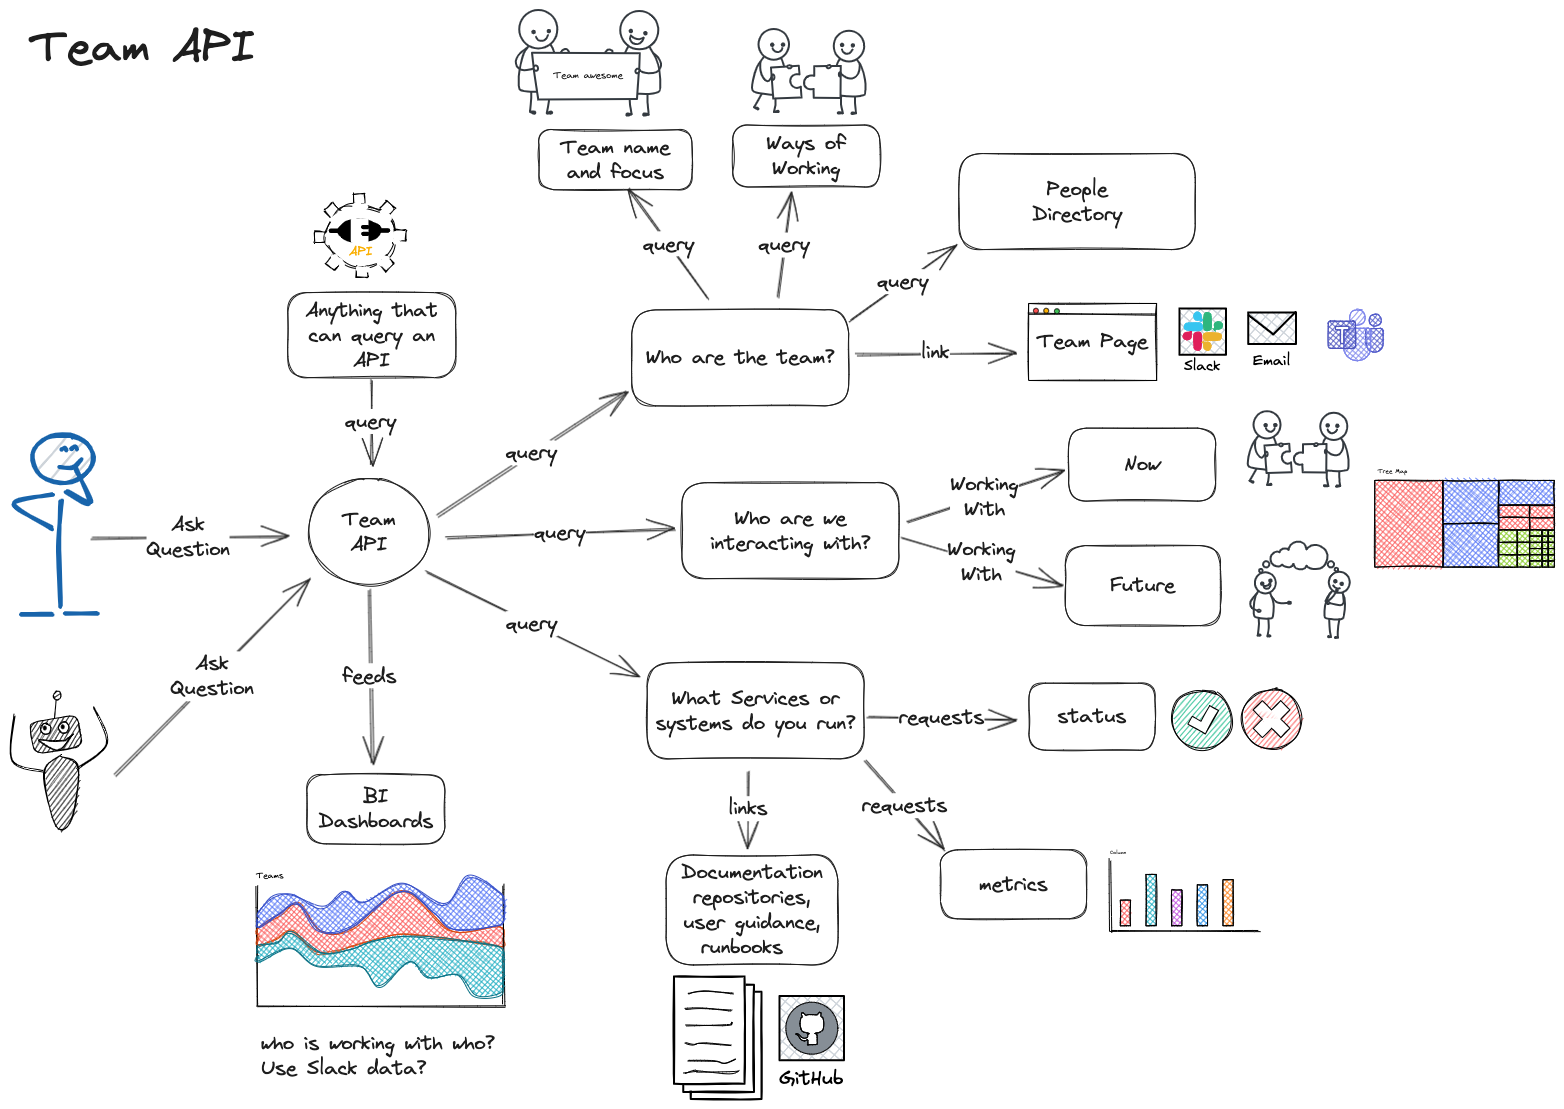 Team API
Team awesome
Team name
and focus
Ways of
Working
People
Directory
query
query
query
API
Anything that
can query an
API
query
Who are the team?
link
Team Page
Slack
Email
T
query
Ask
Question
Team
API
query
Who are we
interacting with?
Working
With
Now
Working
With
Future
Tree Map
Ask
Question
feeds
query
What Services or
systems do you run?
requests
status
links
requests
BI
Dashboards
Teams
who is working with who?
Use Slack data?
Documentation
repositories,
user guidance,
runbooks
GitHub
metrics
Column